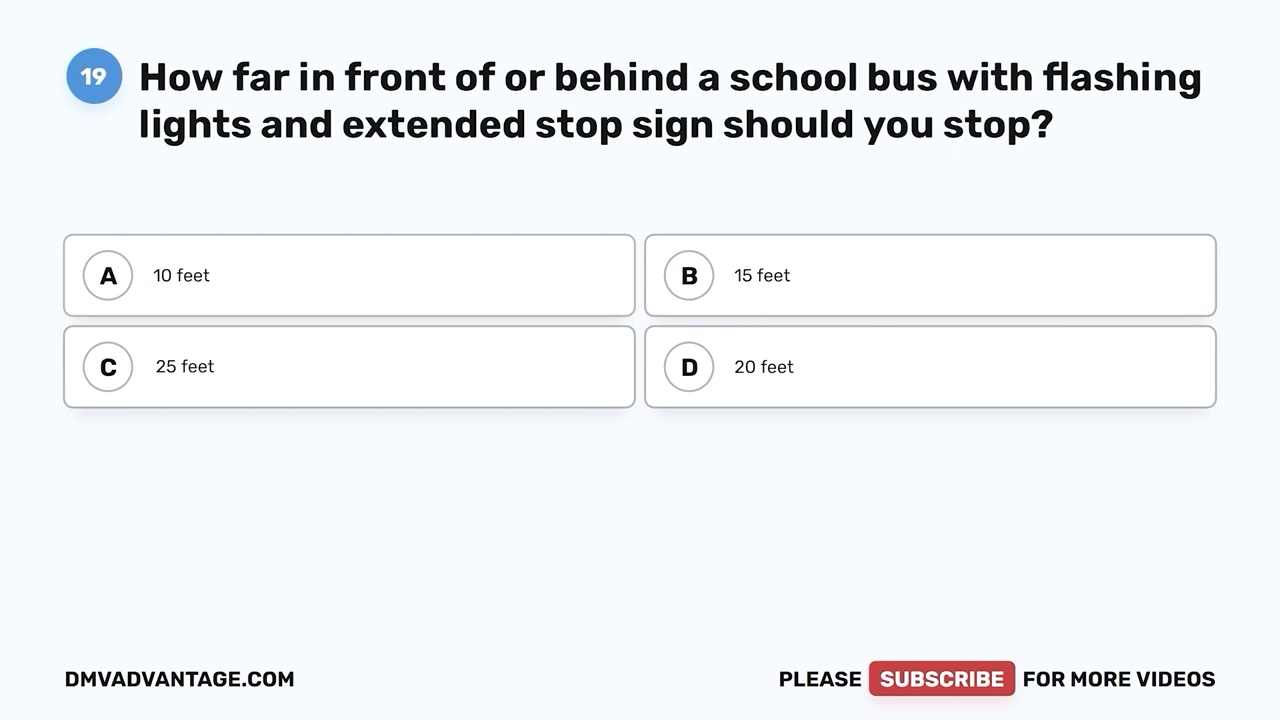 19
How far in front of or behind a school bus with flashing
lights and extended stop sign should you stop?
A 10 feet
B 15 feet
C 25 feet
D 20 feet
DMVADVANTAGE.COM
PLEASE SUBSCRIBE FOR MORE VIDEOS